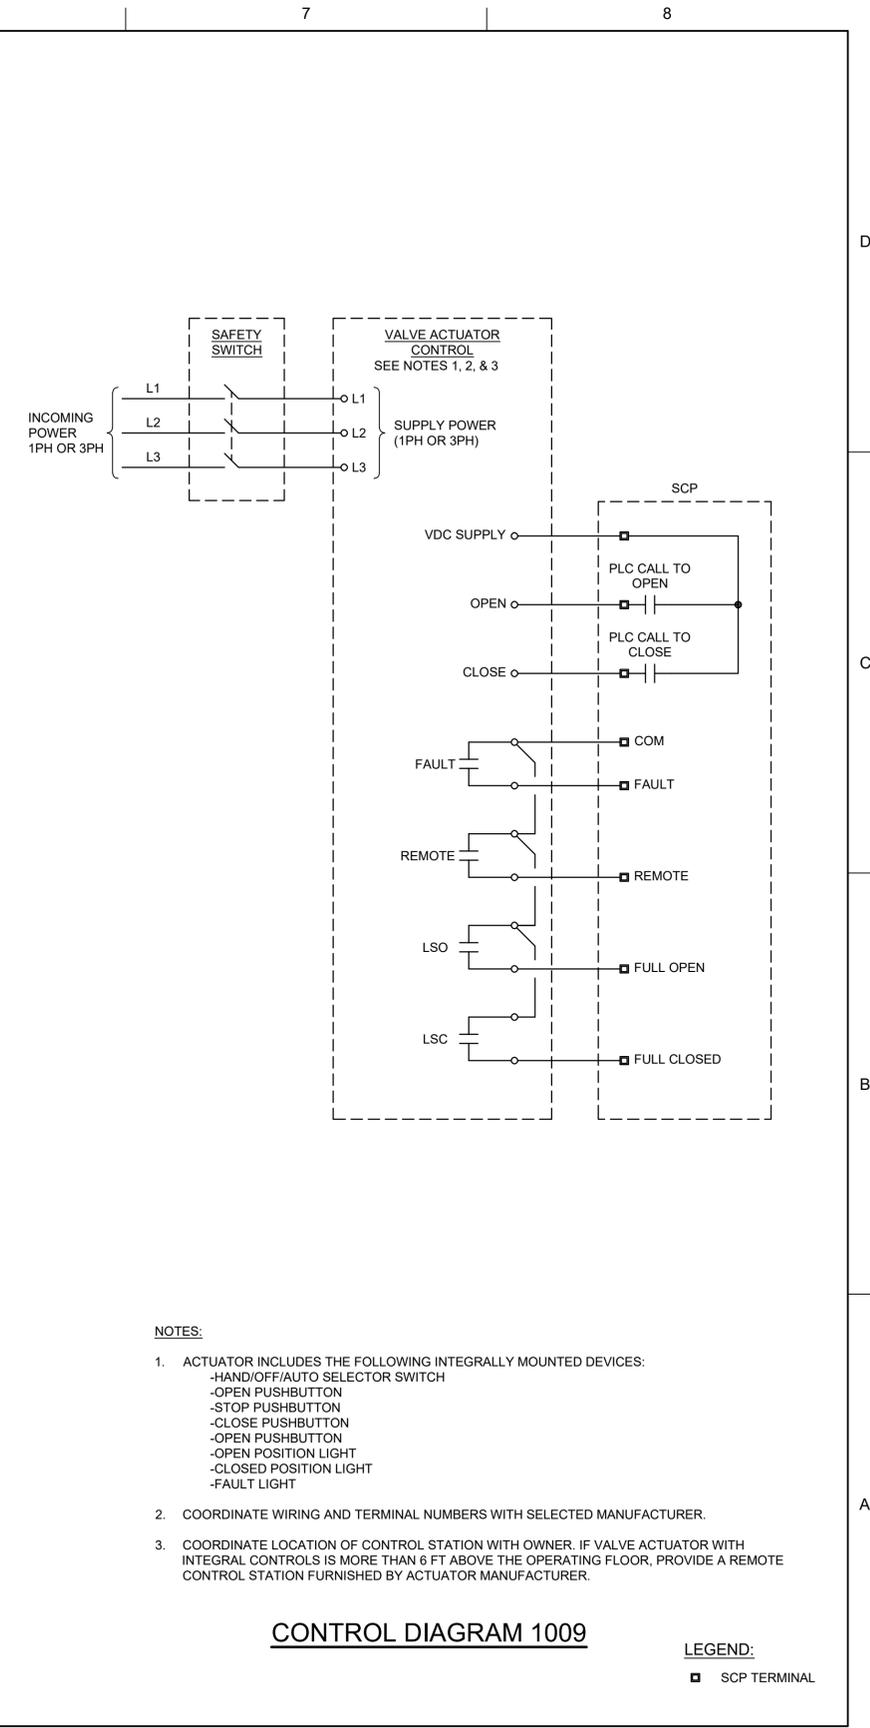 7
8
D
SAFETY
SWITCH
VALVE ACTUATOR
CONTROL
SEE NOTES 1, 2, & 3
INCOMING
POWER
1PH OR 3PH
L1
L2
L3
L1
L2
L3
SUPPLY POWER
(1PH OR 3PH)
SCP
VDC SUPPLY
PLC CALL TO
OPEN
OPEN
PLC CALL TO
CLOSE
CLOSE
C
COM
FAULT
FAULT
REMOTE
REMOTE
LSO
FULL OPEN
LSC
FULL CLOSED
B
NOTES:
1. ACTUATOR INCLUDES THE FOLLOWING INTEGRALLY MOUNTED DEVICES:
-HAND/OFF/AUTO SELECTOR SWITCH
-OPEN PUSHBUTTON
-STOP PUSHBUTTON
-CLOSE PUSHBUTTON
-OPEN PUSHBUTTON
-OPEN POSITION LIGHT
-CLOSED POSITION LIGHT
-FAULT LIGHT
A
2. COORDINATE WIRING AND TERMINAL NUMBERS WITH SELECTED MANUFACTURER.
3. COORDINATE LOCATION OF CONTROL STATION WITH OWNER. IF VALVE ACTUATOR WITH
INTEGRAL CONTROLS IS MORE THAN 6 FT ABOVE THE OPERATING FLOOR, PROVIDE A REMOTE
CONTROL STATION FURNISHED BY ACTUATOR MANUFACTURER.
CONTROL DIAGRAM 1009
LEGEND:
SCP TERMINAL